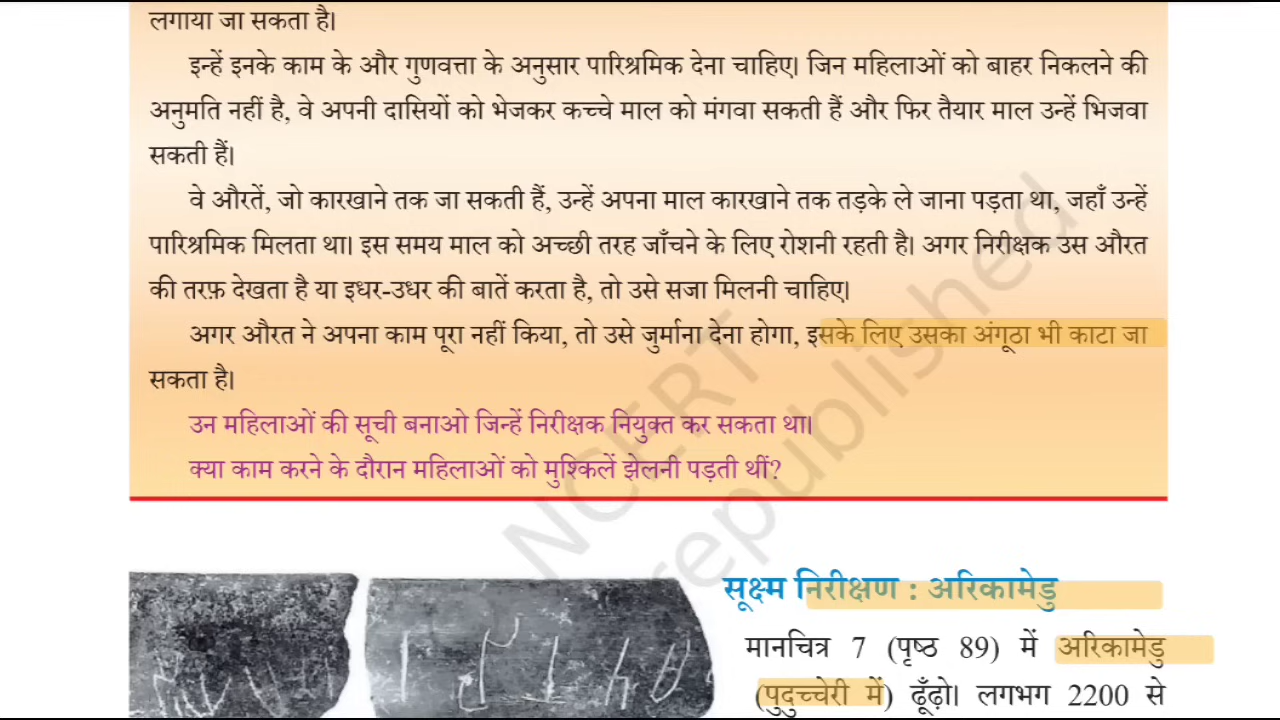 लगाया जा सकता है।
इन्हें इनके काम के और गुणवत्ता के अनुसार पारिश्रमिक देना चाहिए। जिन महिलाओं को बाहर निकलने की
अनुमति नहीं है, वे अपनी दासियों को भेजकर कच्चे माल को मंगवा सकती हैं और फिर तैयार माल उन्हें भिजवा
सकती हैं।
वे औरतें, जो कारखाने तक जा सकती हैं, उन्हें अपना माल कारखाने तक तड़के ले जाना पड़ता था, जहाँ उन्हें
पारिश्रमिक मिलता था। इस समय माल को अच्छी तरह जाँचने के लिए रोशनी रहती है। अगर निरीक्षक उस औरत
की तरफ़ देखता है या इधर-उधर की बातें करता है, तो उसे सजा मिलनी चाहिए।
अगर औरत ने अपना काम पूरा नहीं किया, तो उसे जुर्माना देना होगा, इसके लिए उसका अंगूठा भी काटा जा
सकता है।
उन महिलाओं की सूची बनाओ जिन्हें निरीक्षक नियुक्त कर सकता था।
क्या काम करने के दौरान महिलाओं को मुश्किलें झेलनी पड़ती थीं?
NCERT
republished
सूक्ष्म निरीक्षण : अरिकामेडु
मानचित्र 7 (पृष्ठ 89) में अरिकामेडु
(पुदुच्चेरी में) ढूँढ़ो। लगभग 2200 से